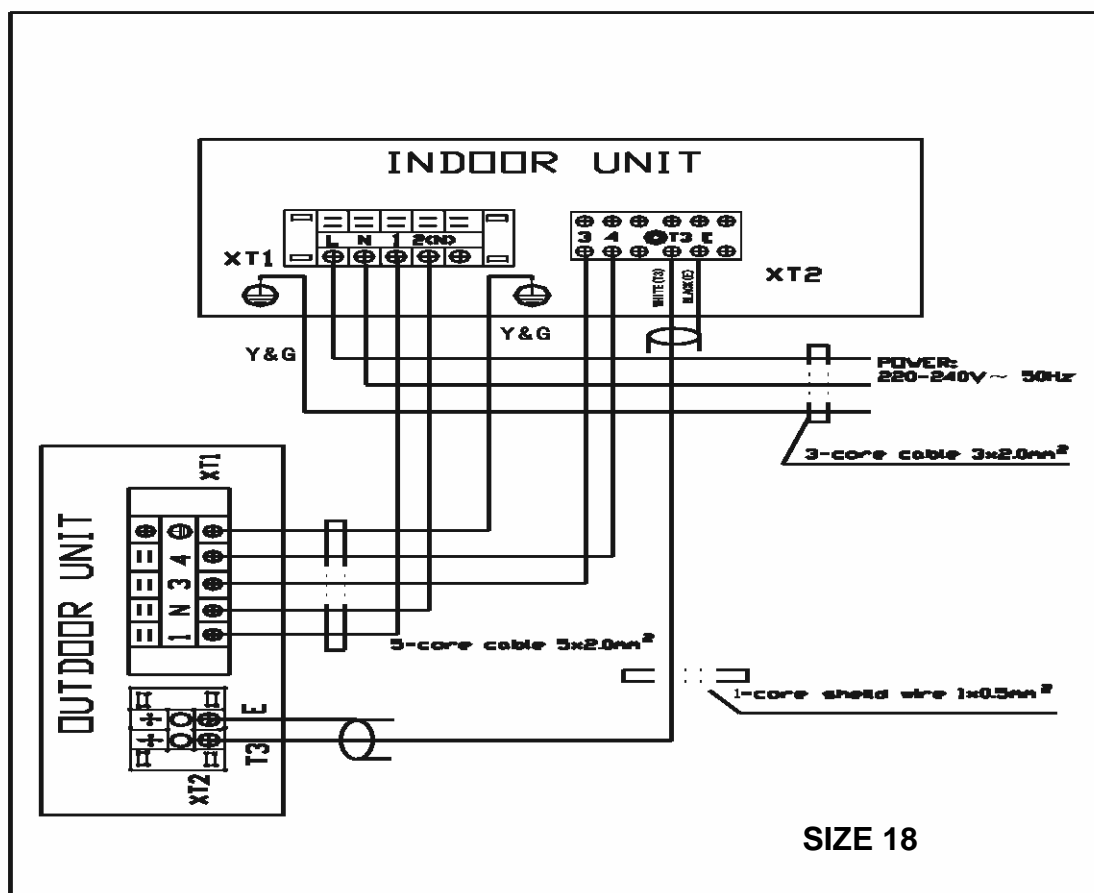 INDOOR UNIT
L N 1 2(N)
XT1
3 4 T3 E
XT2
WHITE(T3)
BLACK(E)
Y&G
Y&G
POWER:
220-240V~ 50Hz
3-core cable 3x2.0mm²
OUTDOOR UNIT
XT1
4
3
N
1
5-core cable 5x2.0mm²
1-core sheild wire 1x0.5mm²
E
T3
XT2
SIZE 18